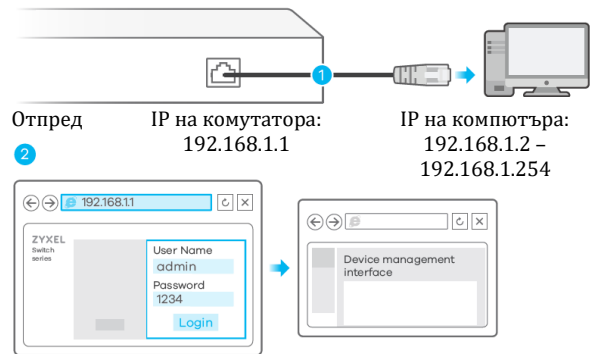 1
Отпред
IP на комутатора:
192.168.1.1
IP на компютъра:
192.168.1.2 –
192.168.1.254
2
192.168.1.1
ZYXEL
Switch
series
User Name
admin
Password
1234
Login
Device management
interface